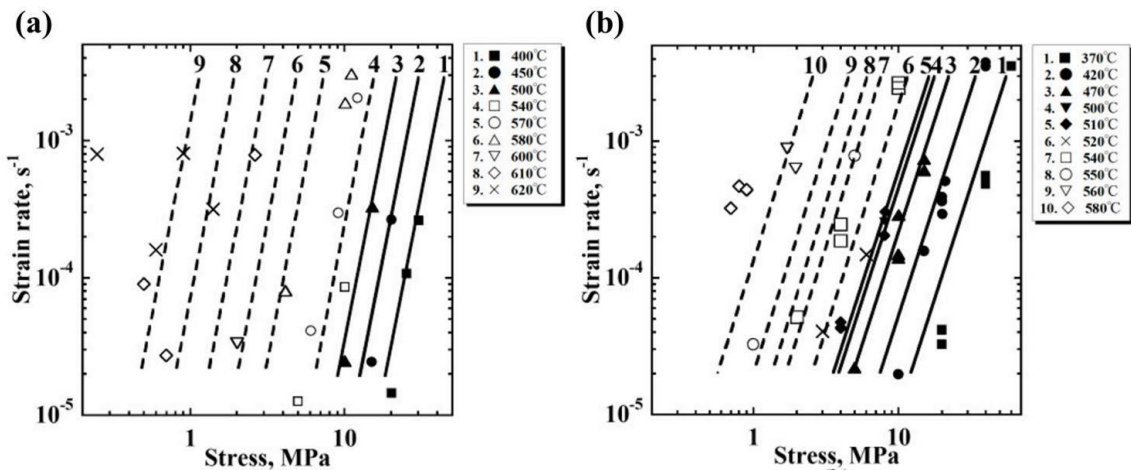 (a)
9 8 7 6 5 4 3 2 1
10⁻³
10⁻⁴
10⁻⁵
Strain rate, s⁻¹
1 10
Stress, MPa
1. 400°C
2. 450°C
3. 500°C
4. 540°C
5. 570°C
6. 580°C
7. 600°C
8. 610°C
9. 620°C
(b)
10 9 8 7 6 5 4 3 2 1
10⁻³
10⁻⁴
10⁻⁵
Strain rate, s⁻¹
1 10
Stress, MPa
1. 370°C
2. 420°C
3. 470°C
4. 500°C
5. 510°C
6. 520°C
7. 540°C
8. 550°C
9. 560°C
10. 580°C